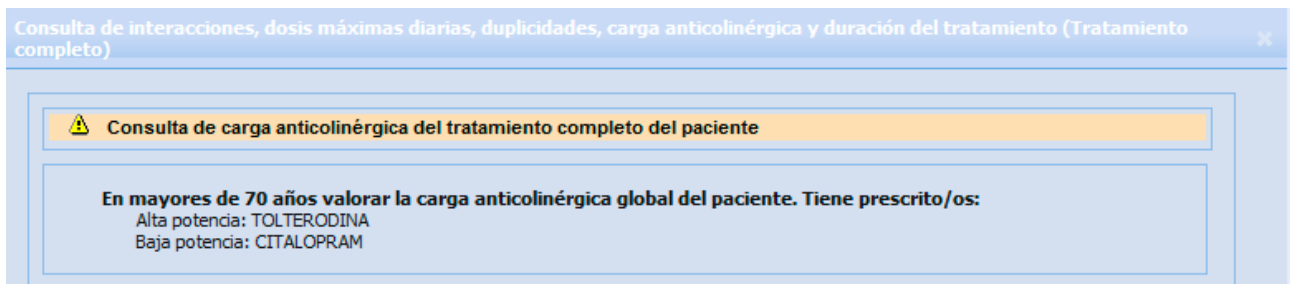 Consulta de interacciones, dosis máximas diarias, duplicidades, carga anticolinérgica y duración del tratamiento (Tratamiento
completo)
Consulta de carga anticolinérgica del tratamiento completo del paciente
En mayores de 70 años valorar la carga anticolinérgica global del paciente. Tiene prescrito/os:
Alta potencia: TOLTERODINA
Baja potencia: CITALOPRAM